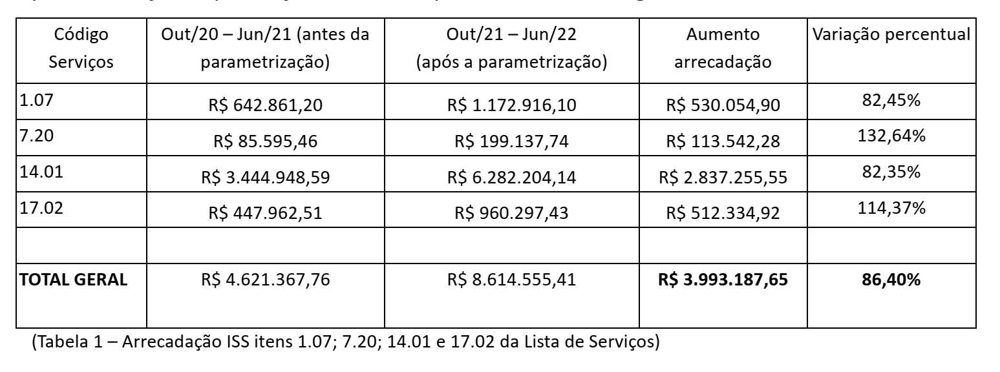 Código Serviços	Out/20 – Jun/21 (antes da parametrização)	Out/21 – Jun/22 (após a parametrização)	Aumento arrecadação	Variação percentual
1.07	R$ 642.861,20	R$ 1.172.916,10	R$ 530.054,90	82,45%
7.20	R$ 85.595,46	R$ 199.137,74	R$ 113.542,28	132,64%
14.01	R$ 3.444.948,59	R$ 6.282.204,14	R$ 2.837.255,55	82,35%
17.02	R$ 447.962,51	R$ 960.297,43	R$ 512.334,92	114,37%
TOTAL GERAL	R$ 4.621.367,76	R$ 8.614.555,41	R$ 3.993.187,65	86,40%
(Tabela 1 – Arrecadação ISS itens 1.07; 7.20; 14.01 e 17.02 da Lista de Serviços)